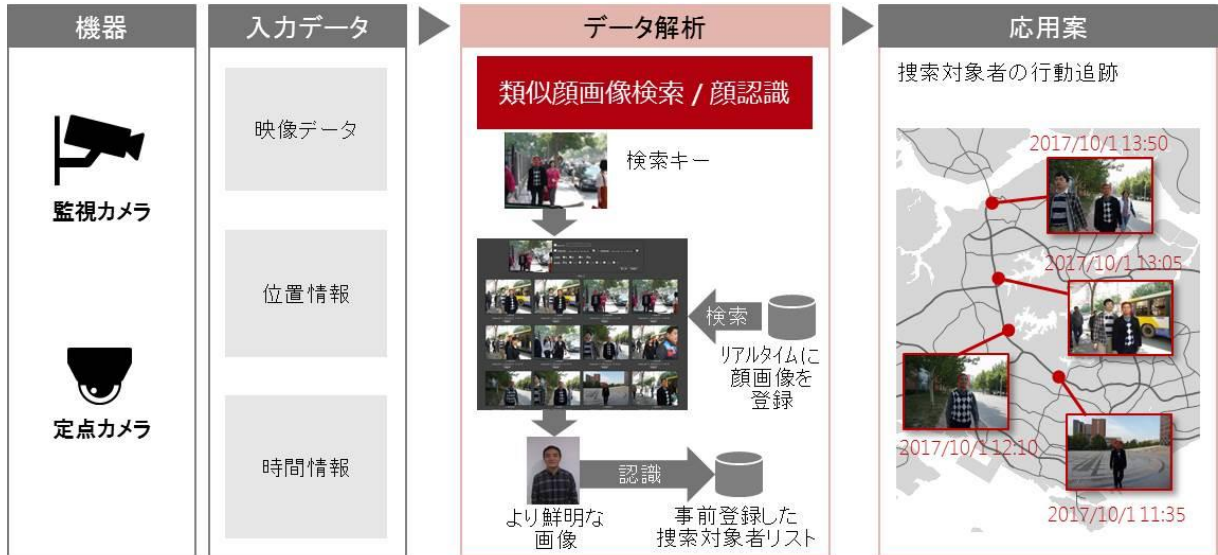 機器
監視カメラ
定点カメラ
入力データ
映像データ
位置情報
時間情報
データ解析
類似顔画像検索 / 顔認識
検索キー
検索
リアルタイムに
顔画像を
登録
認識
より鮮明な
画像
事前登録した
捜索対象者リスト
応用案
捜索対象者の行動追跡
2017/10/1 13:50
2017/10/1 13:05
2017/10/1 12:10
2017/10/1 11:35